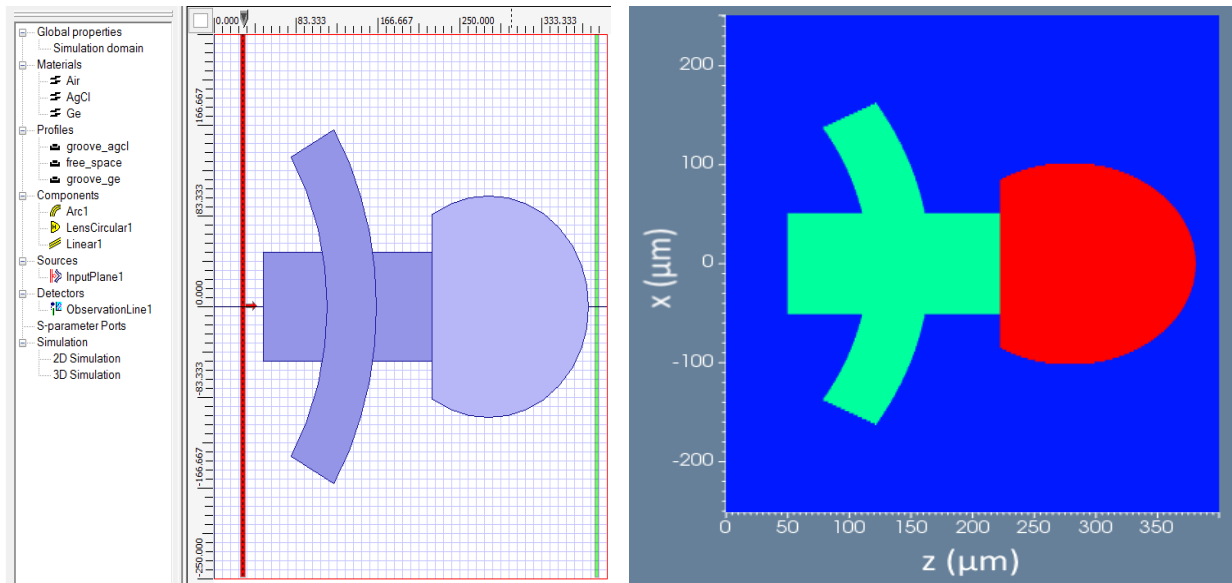 Global properties
Simulation domain
Materials
Air
AgCl
Ge
Profiles
groove_agcl
free_space
groove_ge
Components
Arc1
LensCircular1
Linear1
Sources
InputPlane1
Detectors
ObservationLine1
S-parameter Ports
Simulation
2D Simulation
3D Simulation
0.000 83.333 166.667 250.000 333.333
166.667
83.333
0.000
-83.333
-166.667
-250.000
200
100
0
-100
-200
x (μm)
0 50 100 150 200 250 300 350
z (μm)